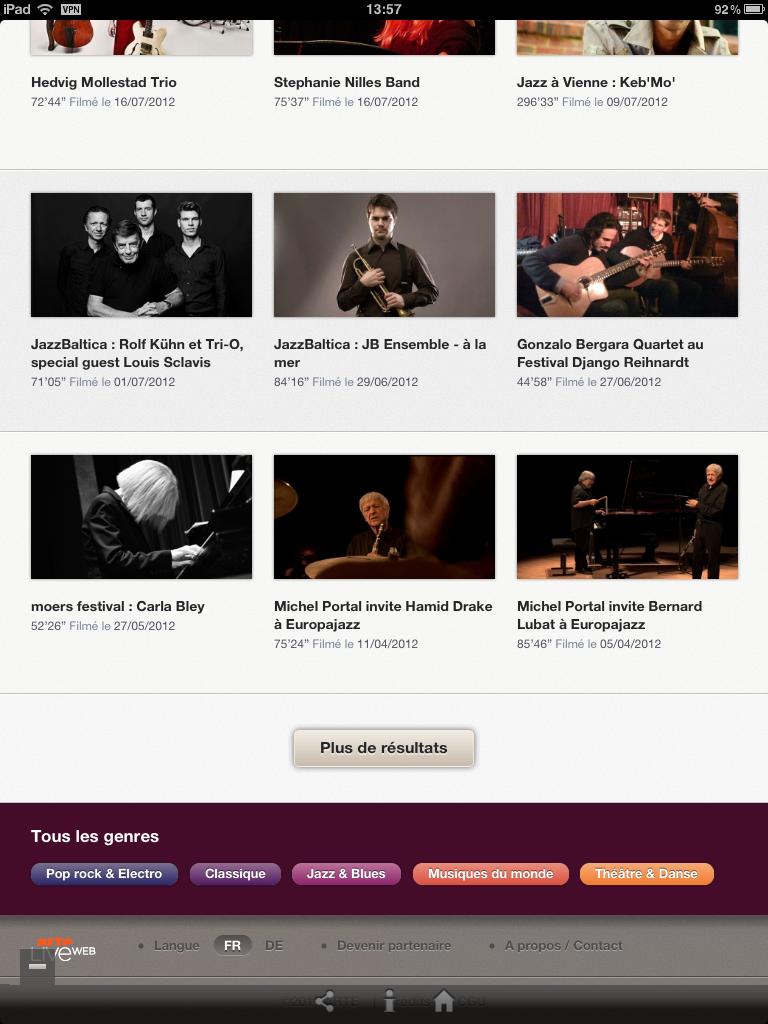 iPad VPN 13:57 92 %
Hedvig Mollestad Trio
72’44” Filmé le 16/07/2012
Stephanie Nilles Band
75’37” Filmé le 16/07/2012
Jazz à Vienne : Keb'Mo'
296’33” Filmé le 09/07/2012
JazzBaltica : Rolf Kühn et Tri-O,
special guest Louis Sclavis
71’05” Filmé le 01/07/2012
JazzBaltica : JB Ensemble - à la
mer
84’16” Filmé le 29/06/2012
Gonzalo Bergara Quartet au
Festival Django Reihnardt
44’58” Filmé le 27/06/2012
moers festival : Carla Bley
52’26” Filmé le 27/05/2012
Michel Portal invite Hamid Drake
à Europajazz
75’24” Filmé le 11/04/2012
Michel Portal invite Bernard
Lubat à Europajazz
85’46” Filmé le 05/04/2012
Plus de résultats
Tous les genres
Pop rock & Electro Classique Jazz & Blues Musiques du monde Théâtre & Danse
arte
LIVE WEB
• Langue FR DE • Devenir partenaire • A propos / Contact